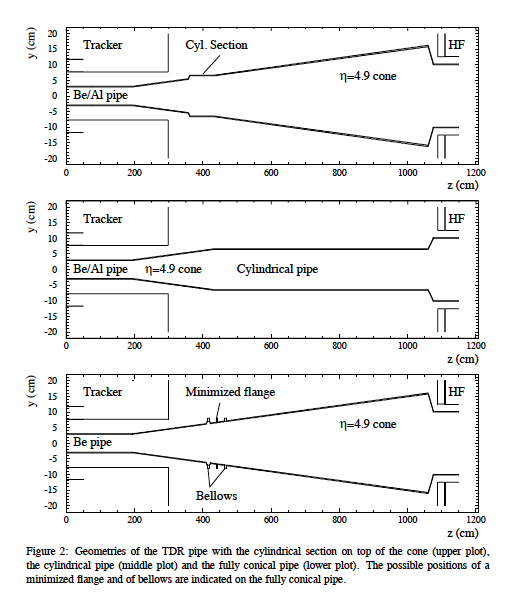 y (cm)
20
15
10
5
0
-5
-10
-15
-20
Tracker
Cyl. Section
HF
η=4.9 cone
Be/Al pipe
0 200 400 600 800 1000 1200
z (cm)
y (cm)
20
15
10
5
0
-5
-10
-15
-20
Tracker
HF
Be/Al pipe η=4.9 cone Cylindrical pipe
0 200 400 600 800 1000 1200
z (cm)
y (cm)
20
15
10
5
0
-5
-10
-15
-20
Tracker
Minimized flange
HF
η=4.9 cone
Be pipe
Bellows
0 200 400 600 800 1000 1200
z (cm)
Figure 2: Geometries of the TDR pipe with the cylindrical section on top of the cone (upper plot),
the cylindrical pipe (middle plot) and the fully conical pipe (lower plot). The possible positions of a
minimized flange and of bellows are indicated on the fully conical pipe.